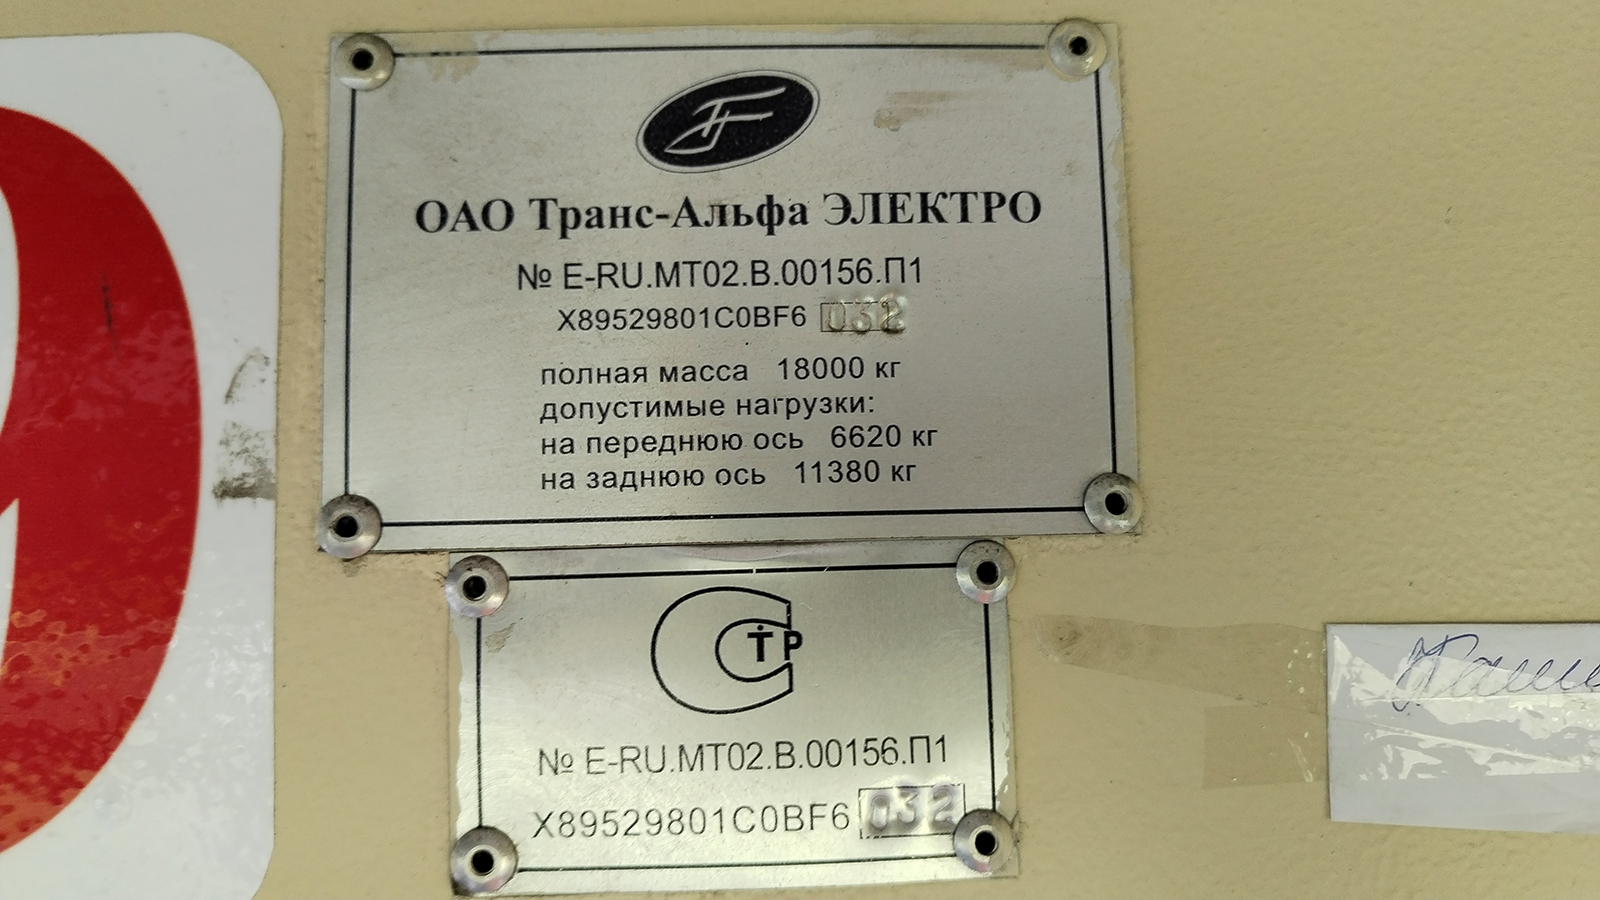 ОАО Транс-Альфа ЭЛЕКТРО
№ E-RU.MT02.B.00156.П1
X89529801C0BF6 032
полная масса 18000 кг
допустимые нагрузки:
на переднюю ось 6620 кг
на заднюю ось 11380 кг
С т Р
№ E-RU.MT02.B.00156.П1
X89529801C0BF6 032